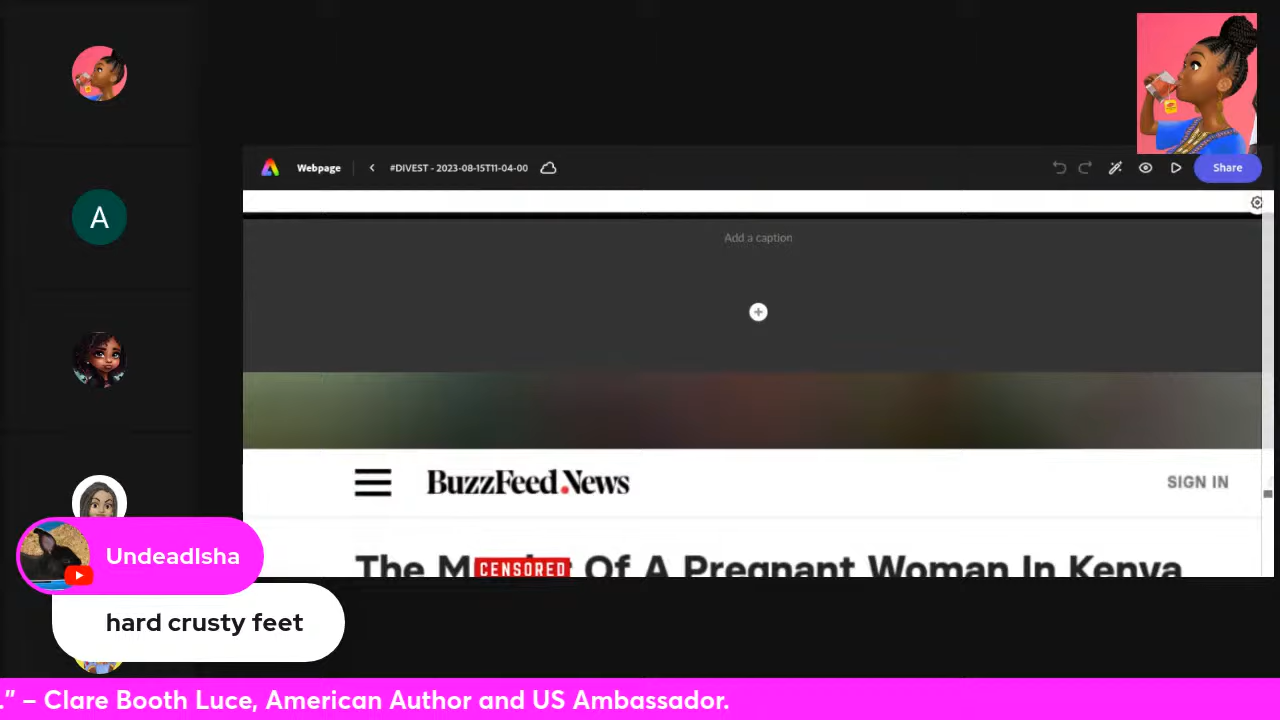 Webpage
#DIVEST - 2023-08-15T11-04-00
Share
A
Add a caption
BuzzFeed News
SIGN IN
The M CENSORED Of A Pregnant Woman In Kenya
UndeadIsha
hard crusty feet
.” – Clare Booth Luce, American Author and US Ambassador.